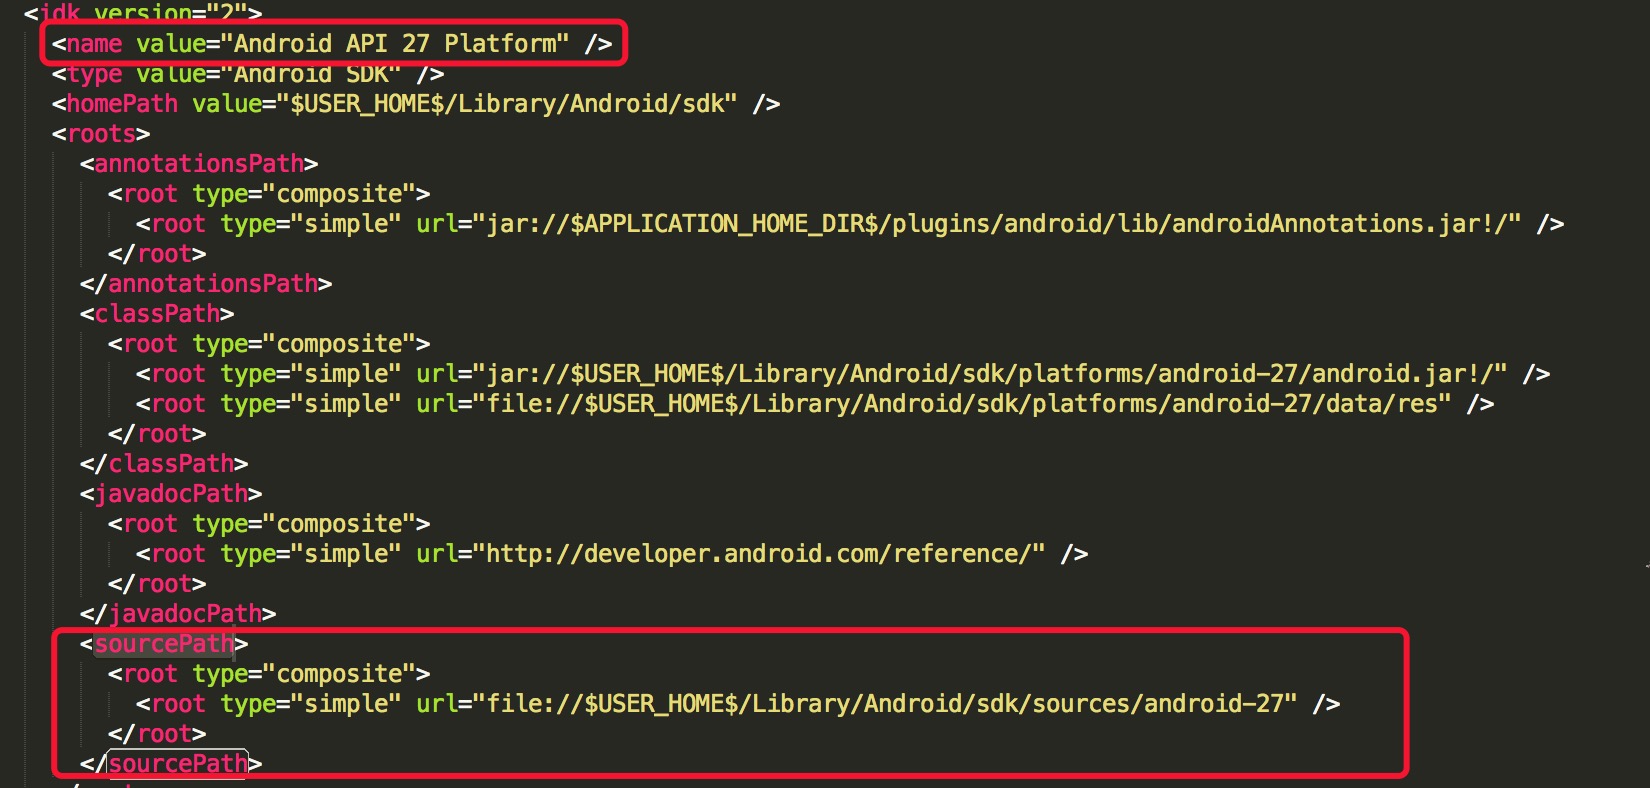 <jdk version="2">
<name value="Android API 27 Platform" />
<type value="Android SDK" />
<homePath value="$USER_HOME$/Library/Android/sdk" />
<roots>
<annotationsPath>
<root type="composite">
<root type="simple" url="jar://$APPLICATION_HOME_DIR$/plugins/android/lib/androidAnnotations.jar!/" />
</root>
</annotationsPath>
<classPath>
<root type="composite">
<root type="simple" url="jar://$USER_HOME$/Library/Android/sdk/platforms/android-27/android.jar!/" />
<root type="simple" url="file://$USER_HOME$/Library/Android/sdk/platforms/android-27/data/res" />
</root>
</classPath>
<javadocPath>
<root type="composite">
<root type="simple" url="http://developer.android.com/reference/" />
</root>
</javadocPath>
<sourcePath>
<root type="composite">
<root type="simple" url="file://$USER_HOME$/Library/Android/sdk/sources/android-27" />
</root>
</sourcePath>